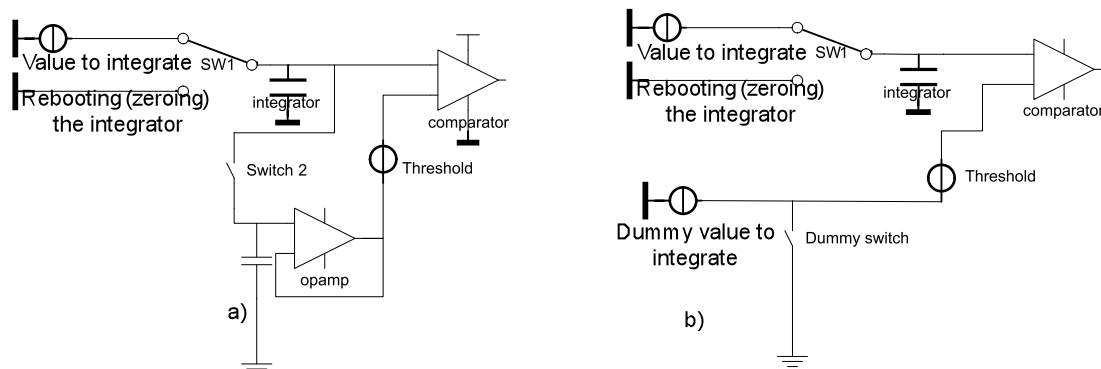 Value to integrate
SW1
Rebooting (zeroing)
the integrator
integrator
comparator
Switch 2
Threshold
opamp
a)
Value to integrate
SW1
Rebooting (zeroing)
the integrator
integrator
comparator
Threshold
Dummy value to
integrate
Dummy switch
b)